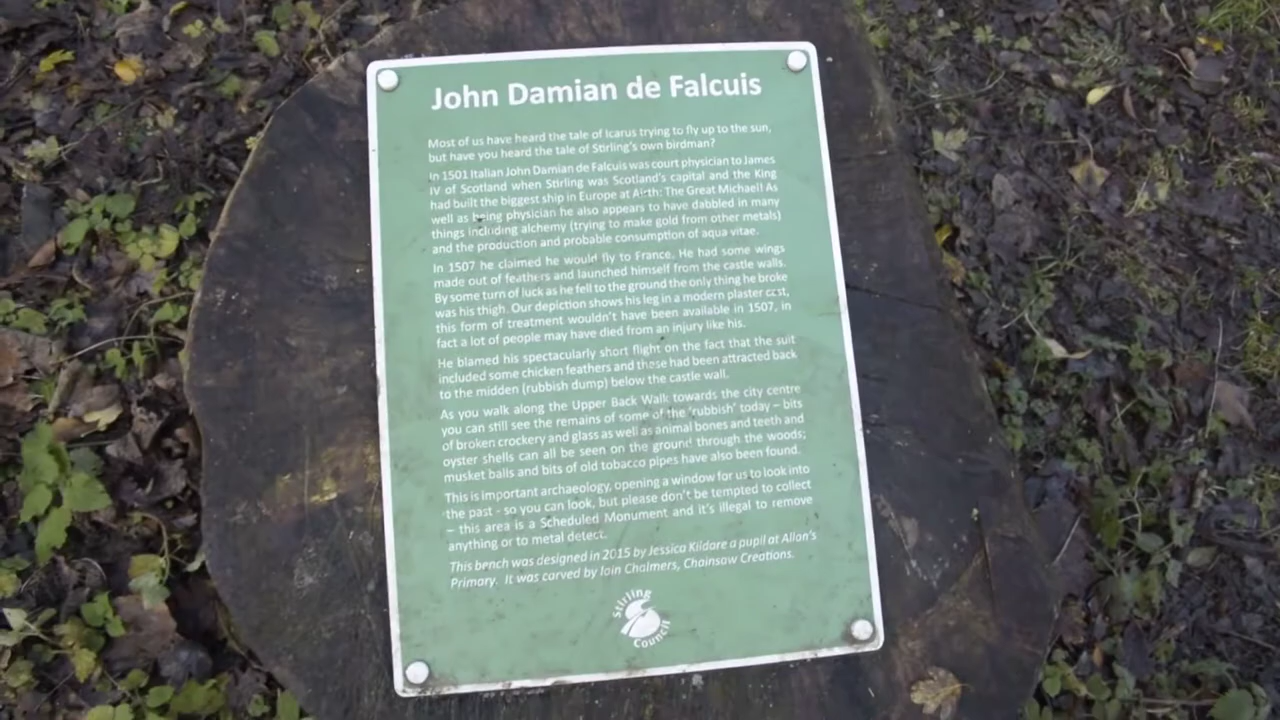 John Damian de Falcuis
Most of us have heard the tale of Icarus trying to fly up to the sun,
but have you heard the tale of Stirling's own birdman?
In 1501 Italian John Damian de Falcuis was court physician to James
IV of Scotland when Stirling was Scotland's capital and the King
had built the biggest ship in Europe at Airth: The Great Michael! As
well as being physician he also appears to have dabbled in many
things including alchemy (trying to make gold from other metals)
and the production and probable consumption of aqua vitae.
In 1507 he claimed he would fly to France. He had some wings
made out of feathers and launched himself from the castle walls.
By some turn of luck as he fell to the ground the only thing he broke
was his thigh. Our depiction shows his leg in a modern plaster cast,
this form of treatment wouldn't have been available in 1507, in
fact a lot of people may have died from an injury like his.
He blamed his spectacularly short flight on the fact that the suit
included some chicken feathers and these had been attracted back
to the midden (rubbish dump) below the castle wall.
As you walk along the Upper Back Walk towards the city centre
you can still see the remains of some of the 'rubbish' today – bits
of broken crockery and glass as well as animal bones and teeth and
oyster shells can all be seen on the ground through the woods;
musket balls and bits of old tobacco pipes have also been found.
This is important archaeology, opening a window for us to look into
the past - so you can look, but please don't be tempted to collect
– this area is a Scheduled Monument and it's illegal to remove
anything or to metal detect.
This bench was designed in 2015 by Jessica Kildare a pupil at Allan's
Primary. It was carved by Iain Chalmers, Chainsaw Creations.
Stirling
Council